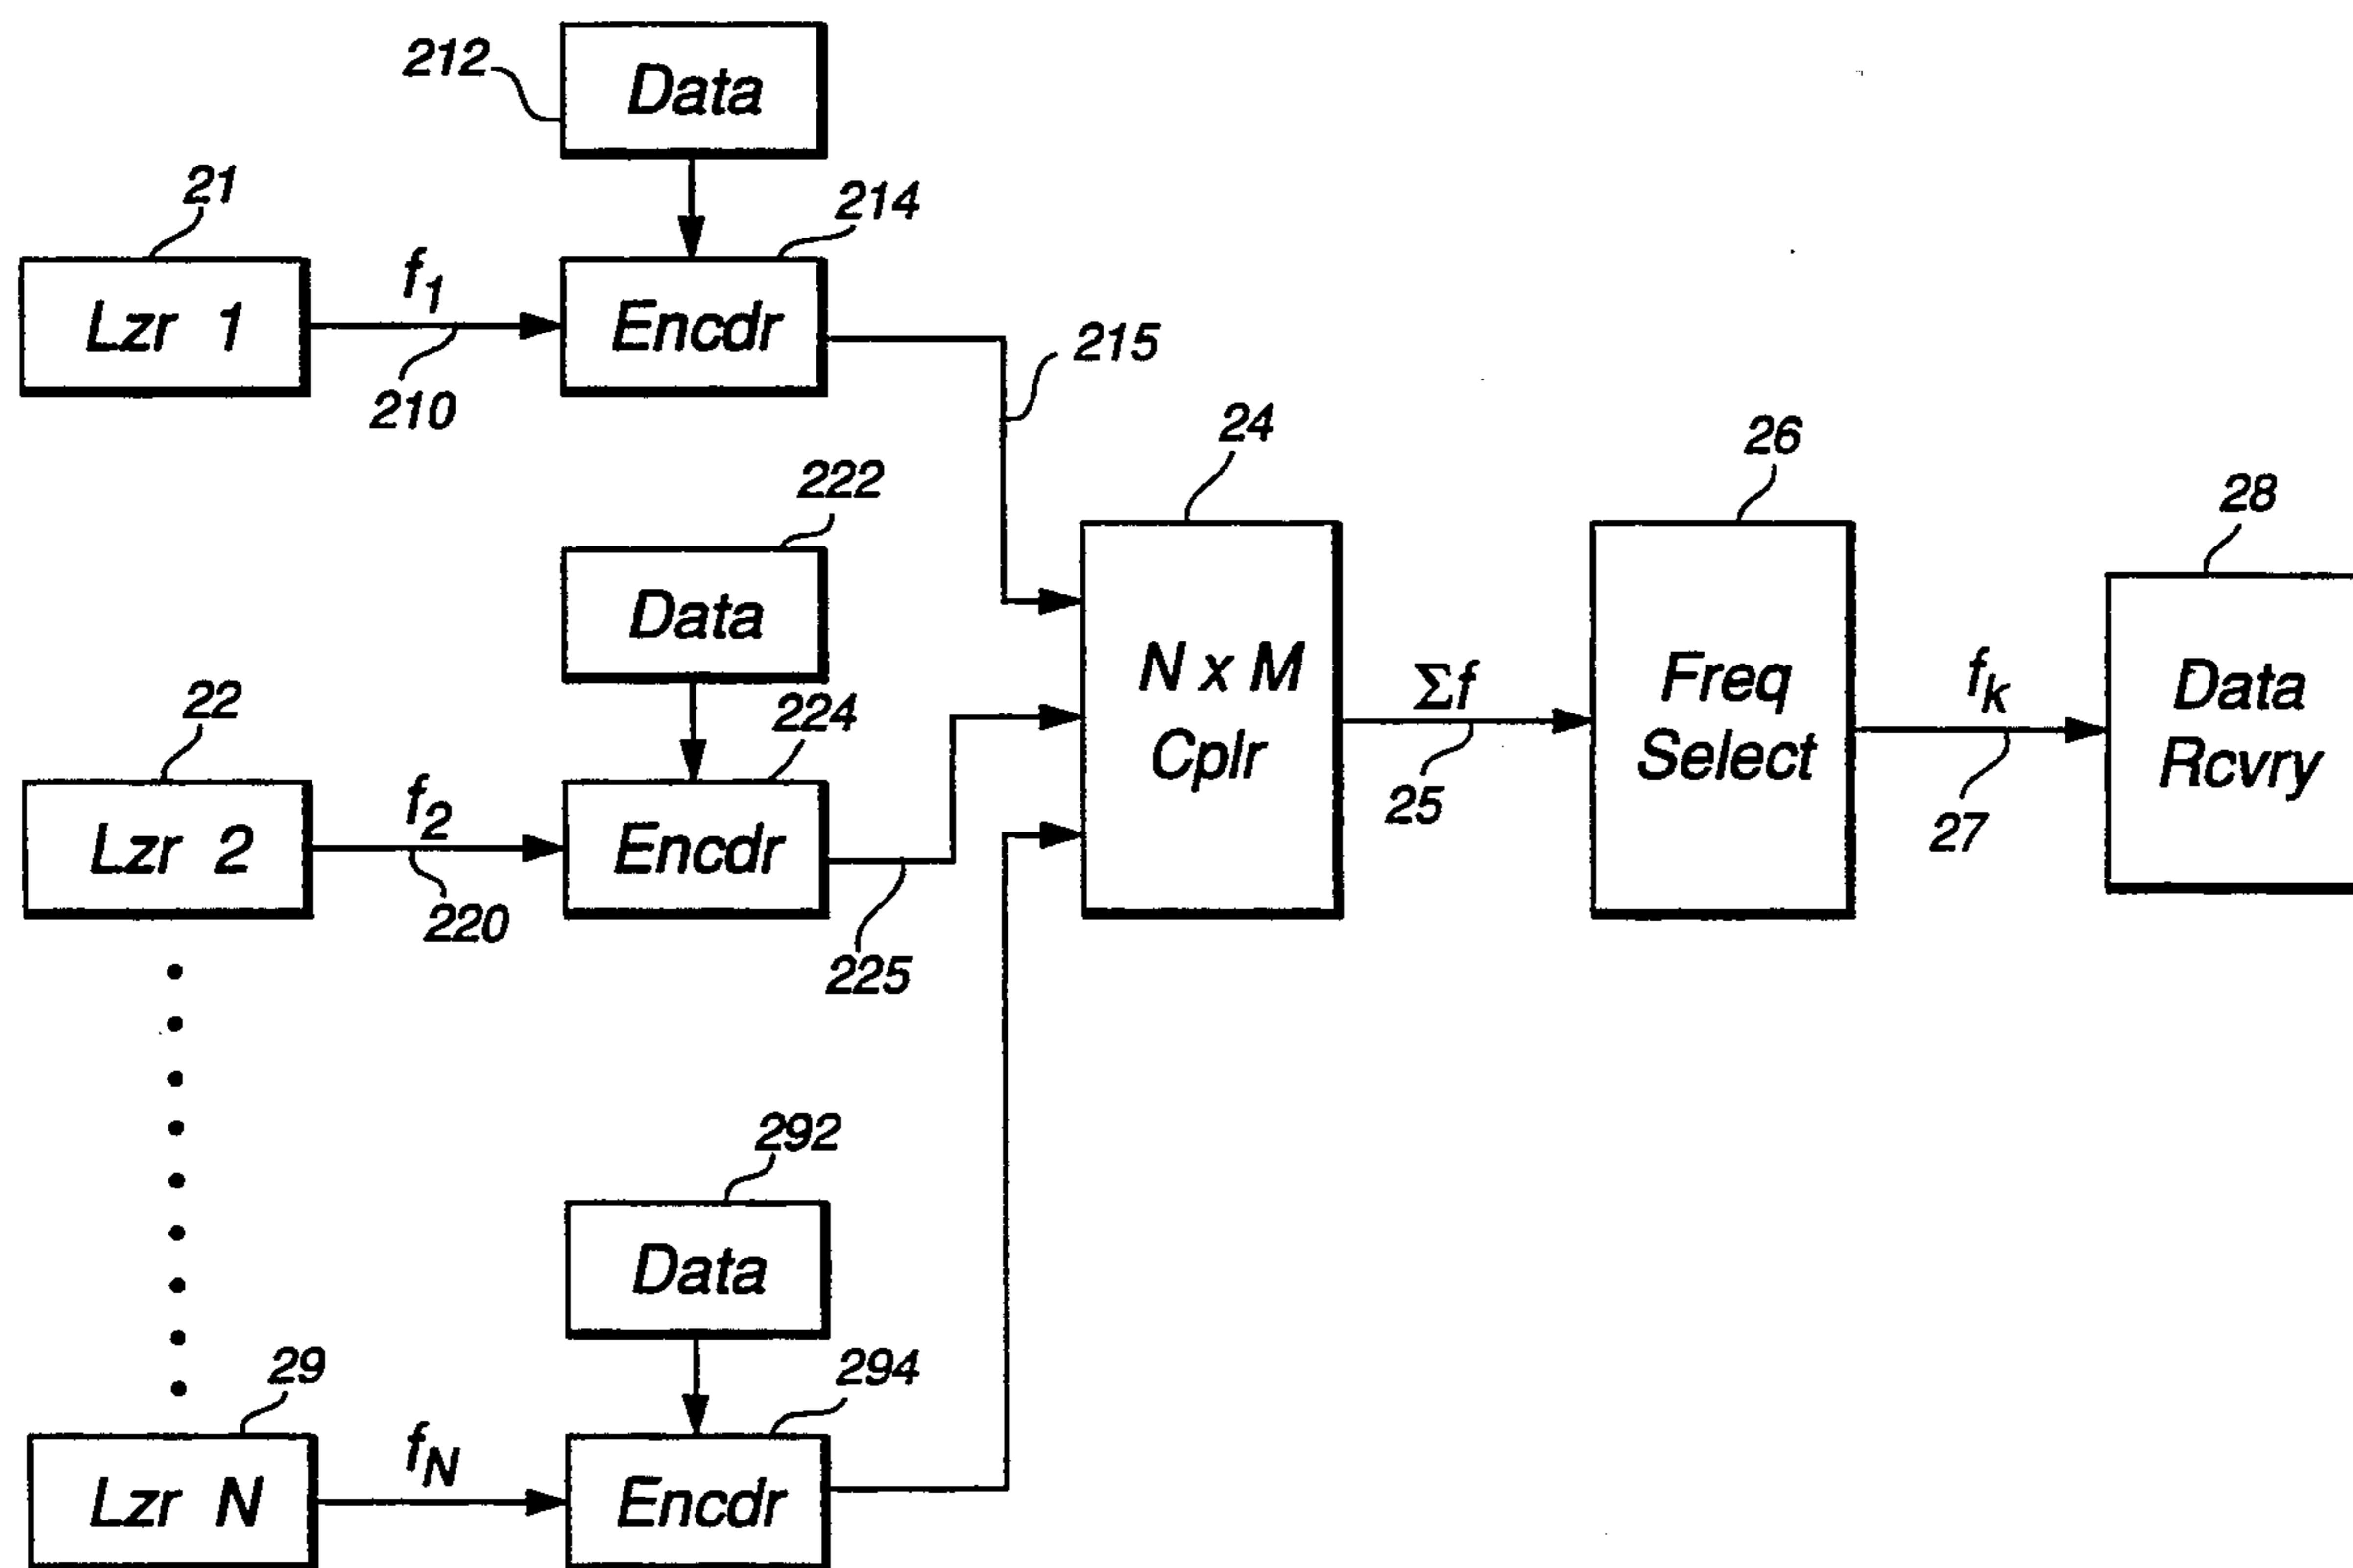 212
Data
21
214
Lzr 1
f1
210
Encdr
215
222
Data
24
26
28
22
224
Lzr 2
f2
220
Encdr
225
N x M
Cplr
Σf
25
Freq
Select
fk
27
Data
Rcvry
292
Data
29
294
Lzr N
fN
Encdr